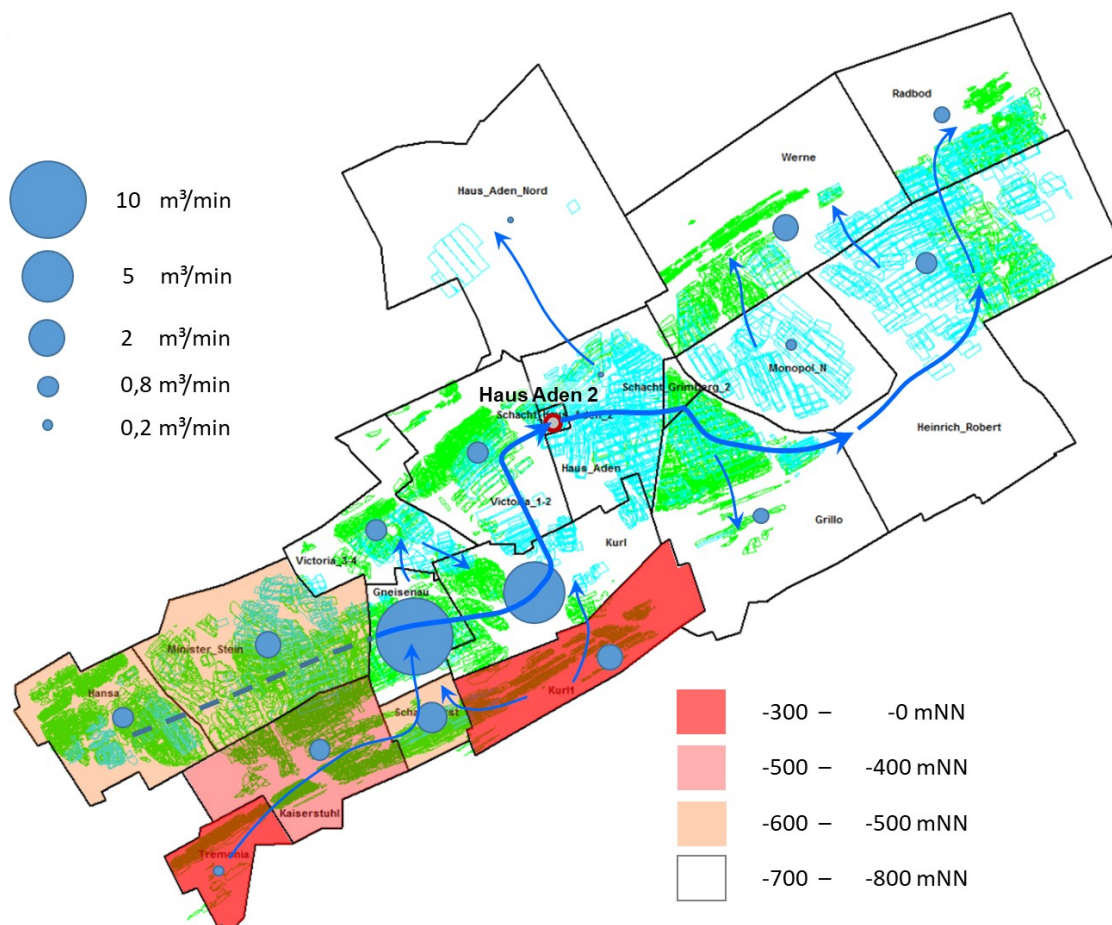 10 m³/min
5 m³/min
2 m³/min
0,8 m³/min
0,2 m³/min
Radbod
Werne
Haus_Aden_Nord
Monopol_N
Schacht_Grimberg_2
Haus Aden 2
Heinrich_Robert
Haus_Aden
Victoria_1-2
Grillo
Kurl
Victoria_3-4
Gneisenau
Minister_Stein
Hansa
Kurl1
Kaiserstuhl
Tremonia
-300 – -0 mNN
-500 – -400 mNN
-600 – -500 mNN
-700 – -800 mNN